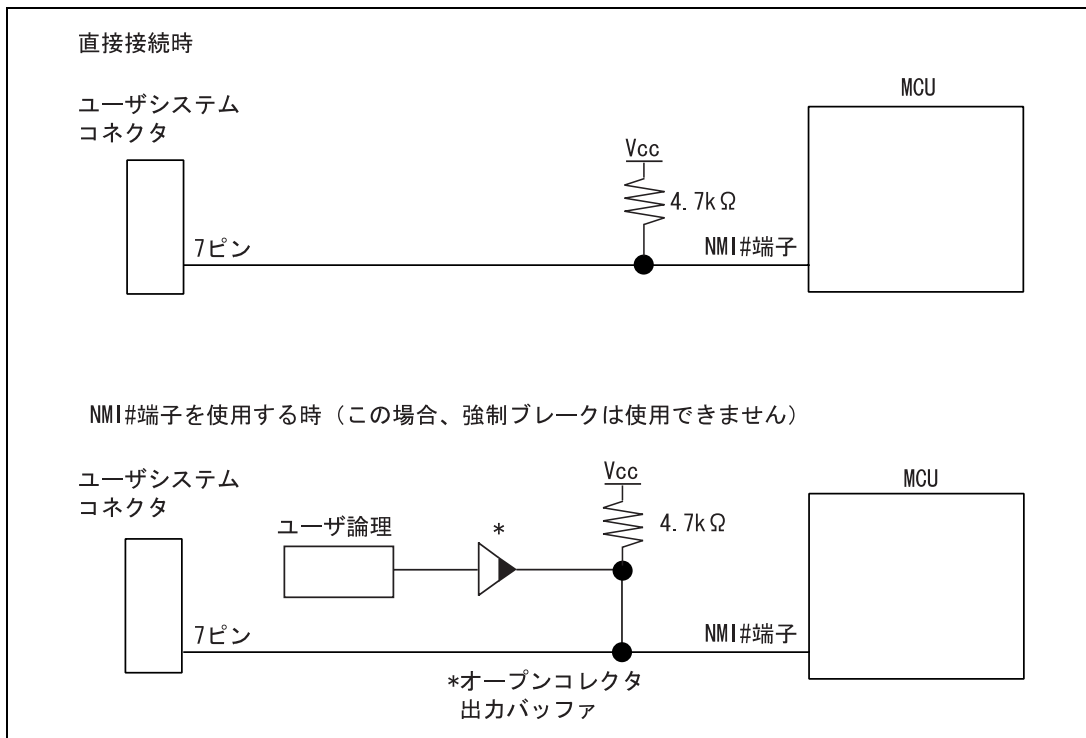 直接接続時
ユーザシステム
コネクタ
MCU
Vcc
4.7kΩ
7ピン
NMI#端子
NMI#端子を使用する時（この場合、強制ブレークは使用できません）
ユーザシステム
コネクタ
Vcc
MCU
ユーザ論理
*
4.7kΩ
7ピン
NMI#端子
*オープンコレクタ
出力バッファ